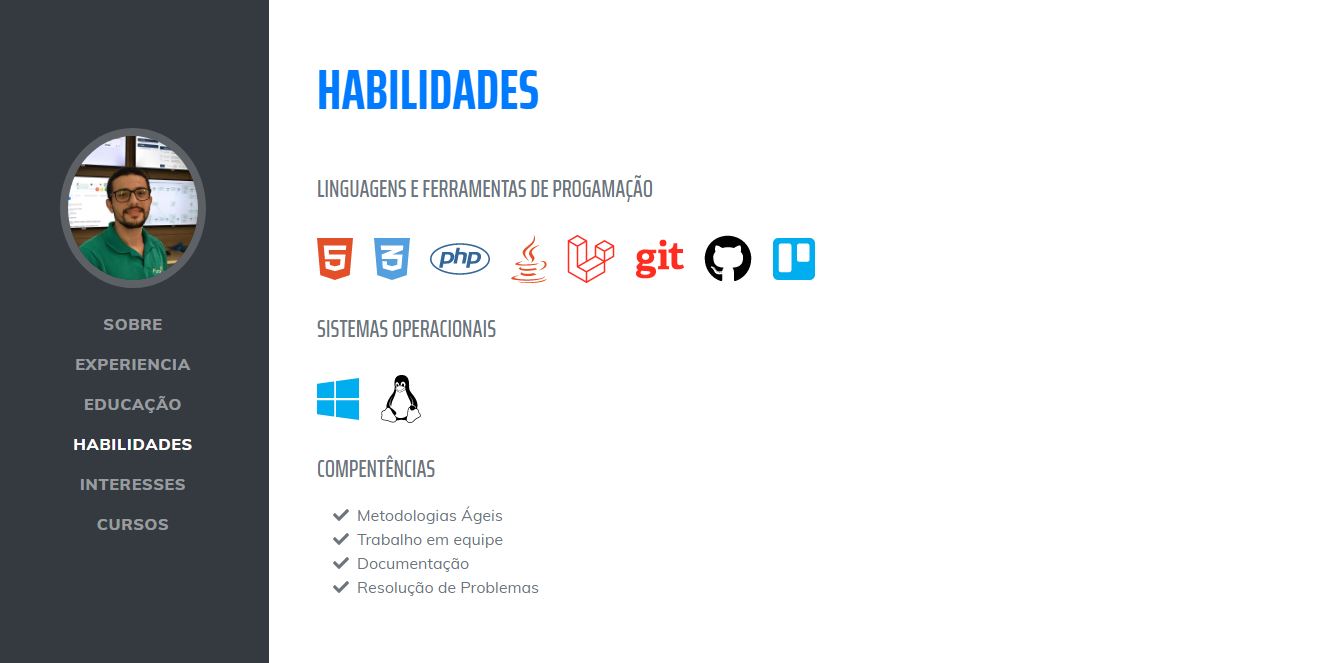 HABILIDADES
LINGUAGENS E FERRAMENTAS DE PROGAMAÇÃO
5 3 php git
SISTEMAS OPERACIONAIS
COMPENTÊNCIAS
Metodologias Ágeis
Trabalho em equipe
Documentação
Resolução de Problemas
SOBRE
EXPERIENCIA
EDUCAÇÃO
HABILIDADES
INTERESSES
CURSOS